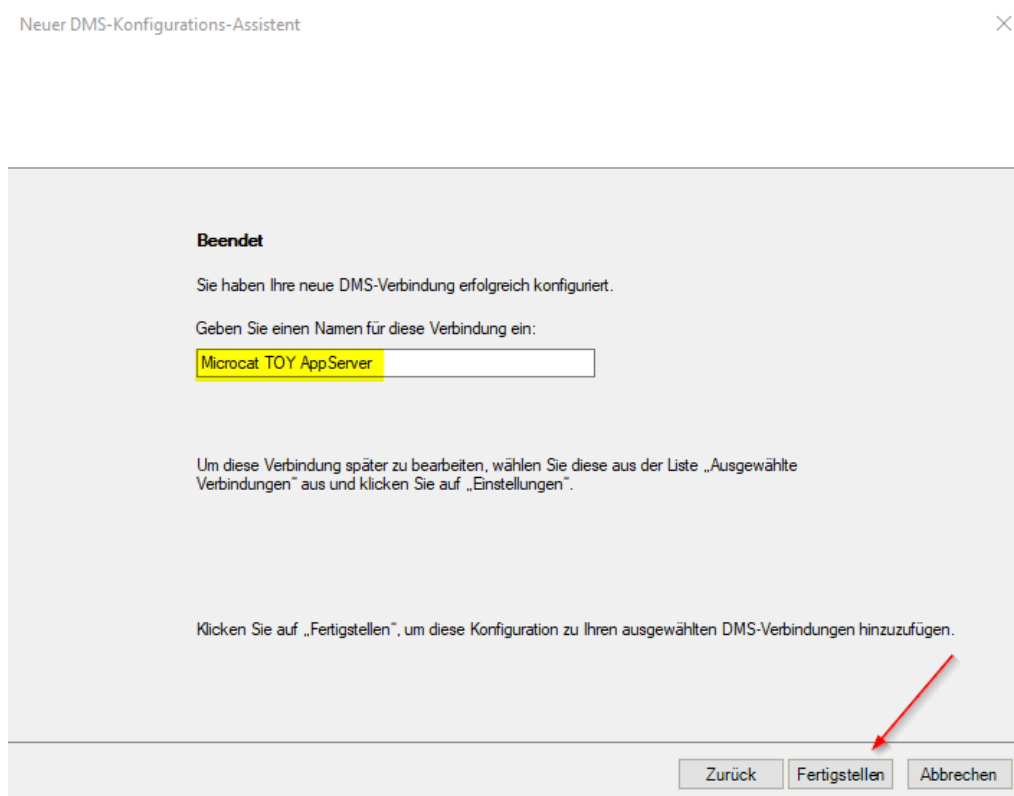 Neuer DMS-Konfigurations-Assistent
Beendet
Sie haben Ihre neue DMS-Verbindung erfolgreich konfiguriert.
Geben Sie einen Namen für diese Verbindung ein:
Microcat TOY AppServer
Um diese Verbindung später zu bearbeiten, wählen Sie diese aus der Liste „Ausgewählte
Verbindungen“ aus und klicken Sie auf „Einstellungen“.
Klicken Sie auf „Fertigstellen“, um diese Konfiguration zu Ihren ausgewählten DMS-Verbindungen hinzuzufügen.
Zurück Fertigstellen Abbrechen